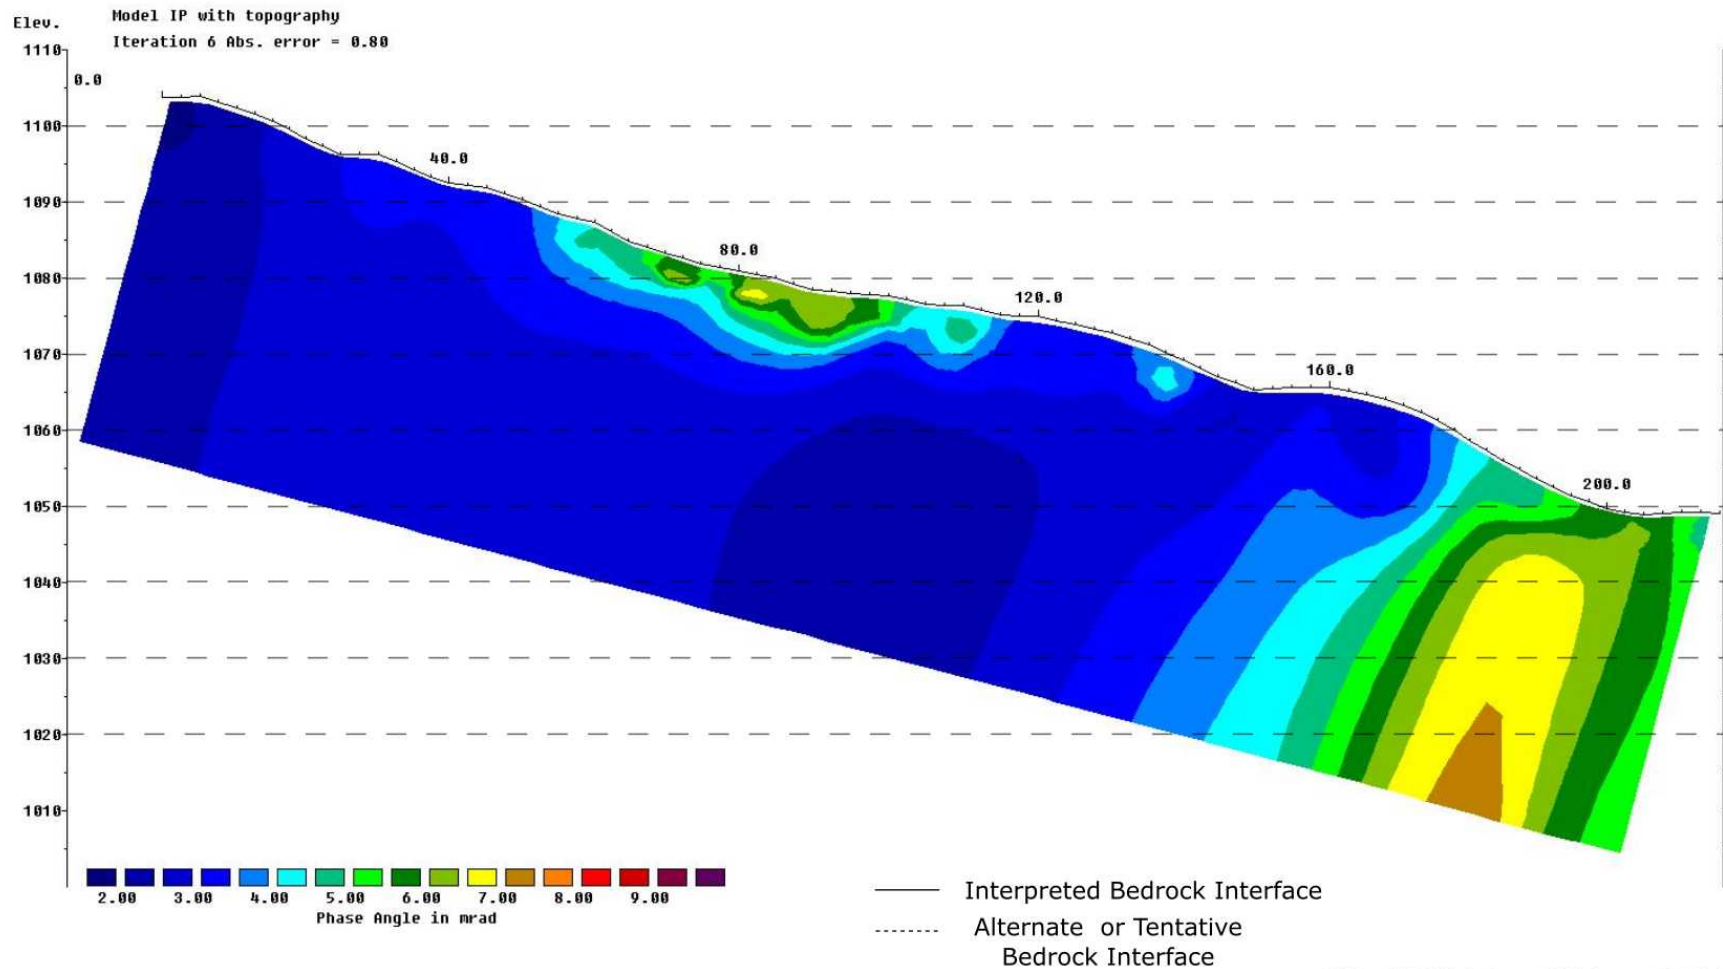 Elev.
Model IP with topography
Iteration 6 Abs. error = 0.80
1110
0.0
1100
40.0
1090
80.0
1080
120.0
1070
160.0
1060
200.0
1050
1040
1030
1020
1010
2.00 3.00 4.00 5.00 6.00 7.00 8.00 9.00
Phase Angle in mrad
Interpreted Bedrock Interface
Alternate or Tentative
Bedrock Interface